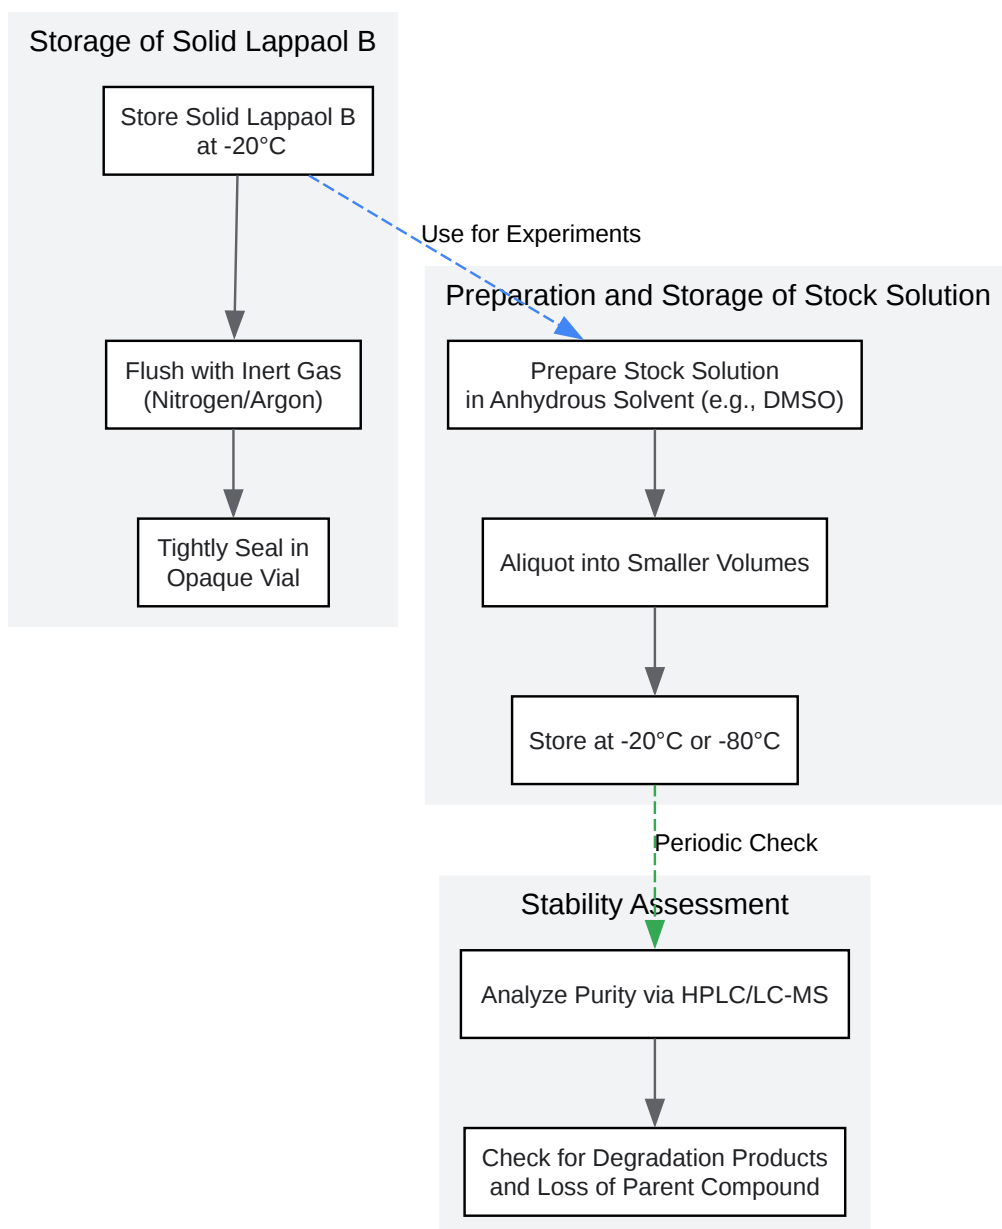 Storage of Solid Lappaol B
Store Solid Lappaol B
at -20°C
Use for Experiments
Preparation and Storage of Stock Solution
Flush with Inert Gas
(Nitrogen/Argon)
Prepare Stock Solution
in Anhydrous Solvent (e.g., DMSO)
Tightly Seal in
Opaque Vial
Aliquot into Smaller Volumes
Store at -20°C or -80°C
Periodic Check
Stability Assessment
Analyze Purity via HPLC/LC-MS
Check for Degradation Products
and Loss of Parent Compound